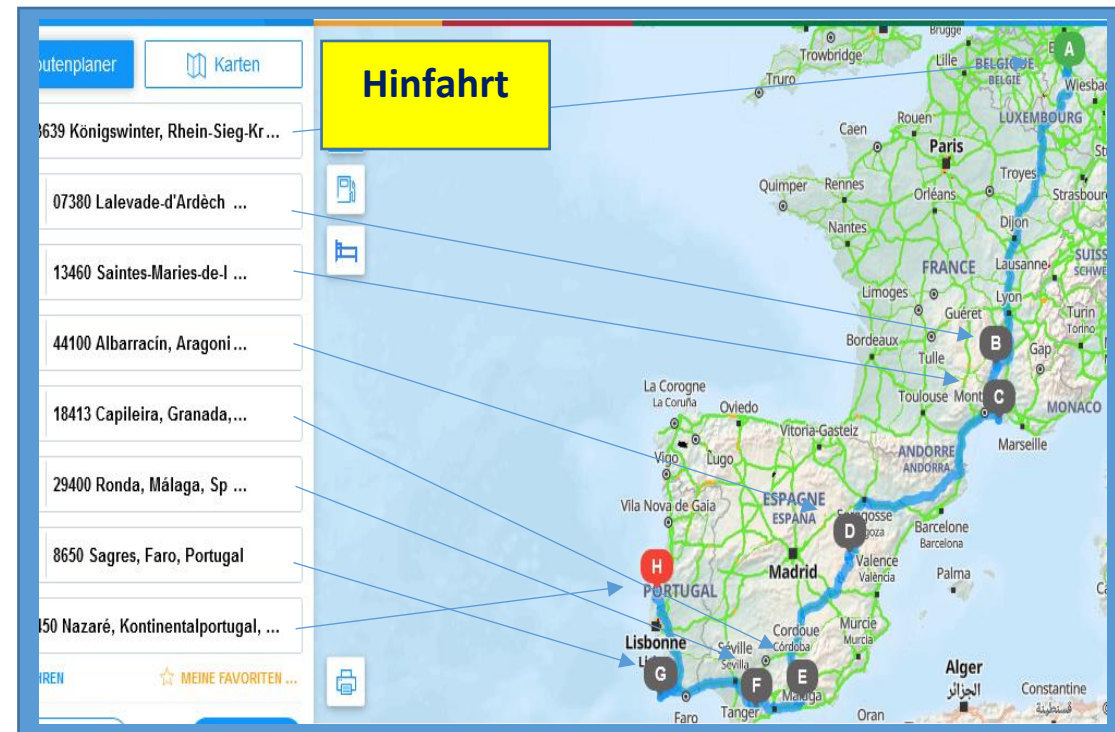 outenplaner
Karten
Hinfahrt
3639 Königswinter, Rhein-Sieg-Kr...
07380 Lalevade-d'Ardèch ...
13460 Saintes-Maries-de-l ...
44100 Albarracín, Aragoni...
18413 Capileira, Granada,...
29400 Ronda, Málaga, Sp ...
8650 Sagres, Faro, Portugal
450 Nazaré, Kontinentalportugal, ...
HREN
MEINE FAVORITEN ...
Brugge
Trowbridge
Lille
BELGIQUE
BELGIË
A
Truro
Wiesba
LUXEMBOURG
Rouen
Caen
Paris
Troyes
Quimper
Rennes
Orléans
Strasbour
Nantes
Dijon
FRANCE
Lausanne
SUISS
SCHWE
Limoges
Guéret
Lyon
Turin
Torino
Bordeaux
Tulle
B
Gap
La Corogne
La Coruña
Oviedo
Toulouse
Mont
C
MONACO
Vitoria-Gasteiz
Marseille
ANDORRE
ANDORRA
Vigo
Lugo
Vila Nova de Gaia
ESPAGNE
ESPAÑA
D
Barcelone
Barcelona
H
Madrid
Valence
València
Palma
PORTUGAL
Lisbonne
Séville
Sevilla
Cordoue
Córdoba
Murcie
Murcia
G
F
E
Alger
الجزائر
Constantine
قسنطينة
Faro
Tanger
Oran